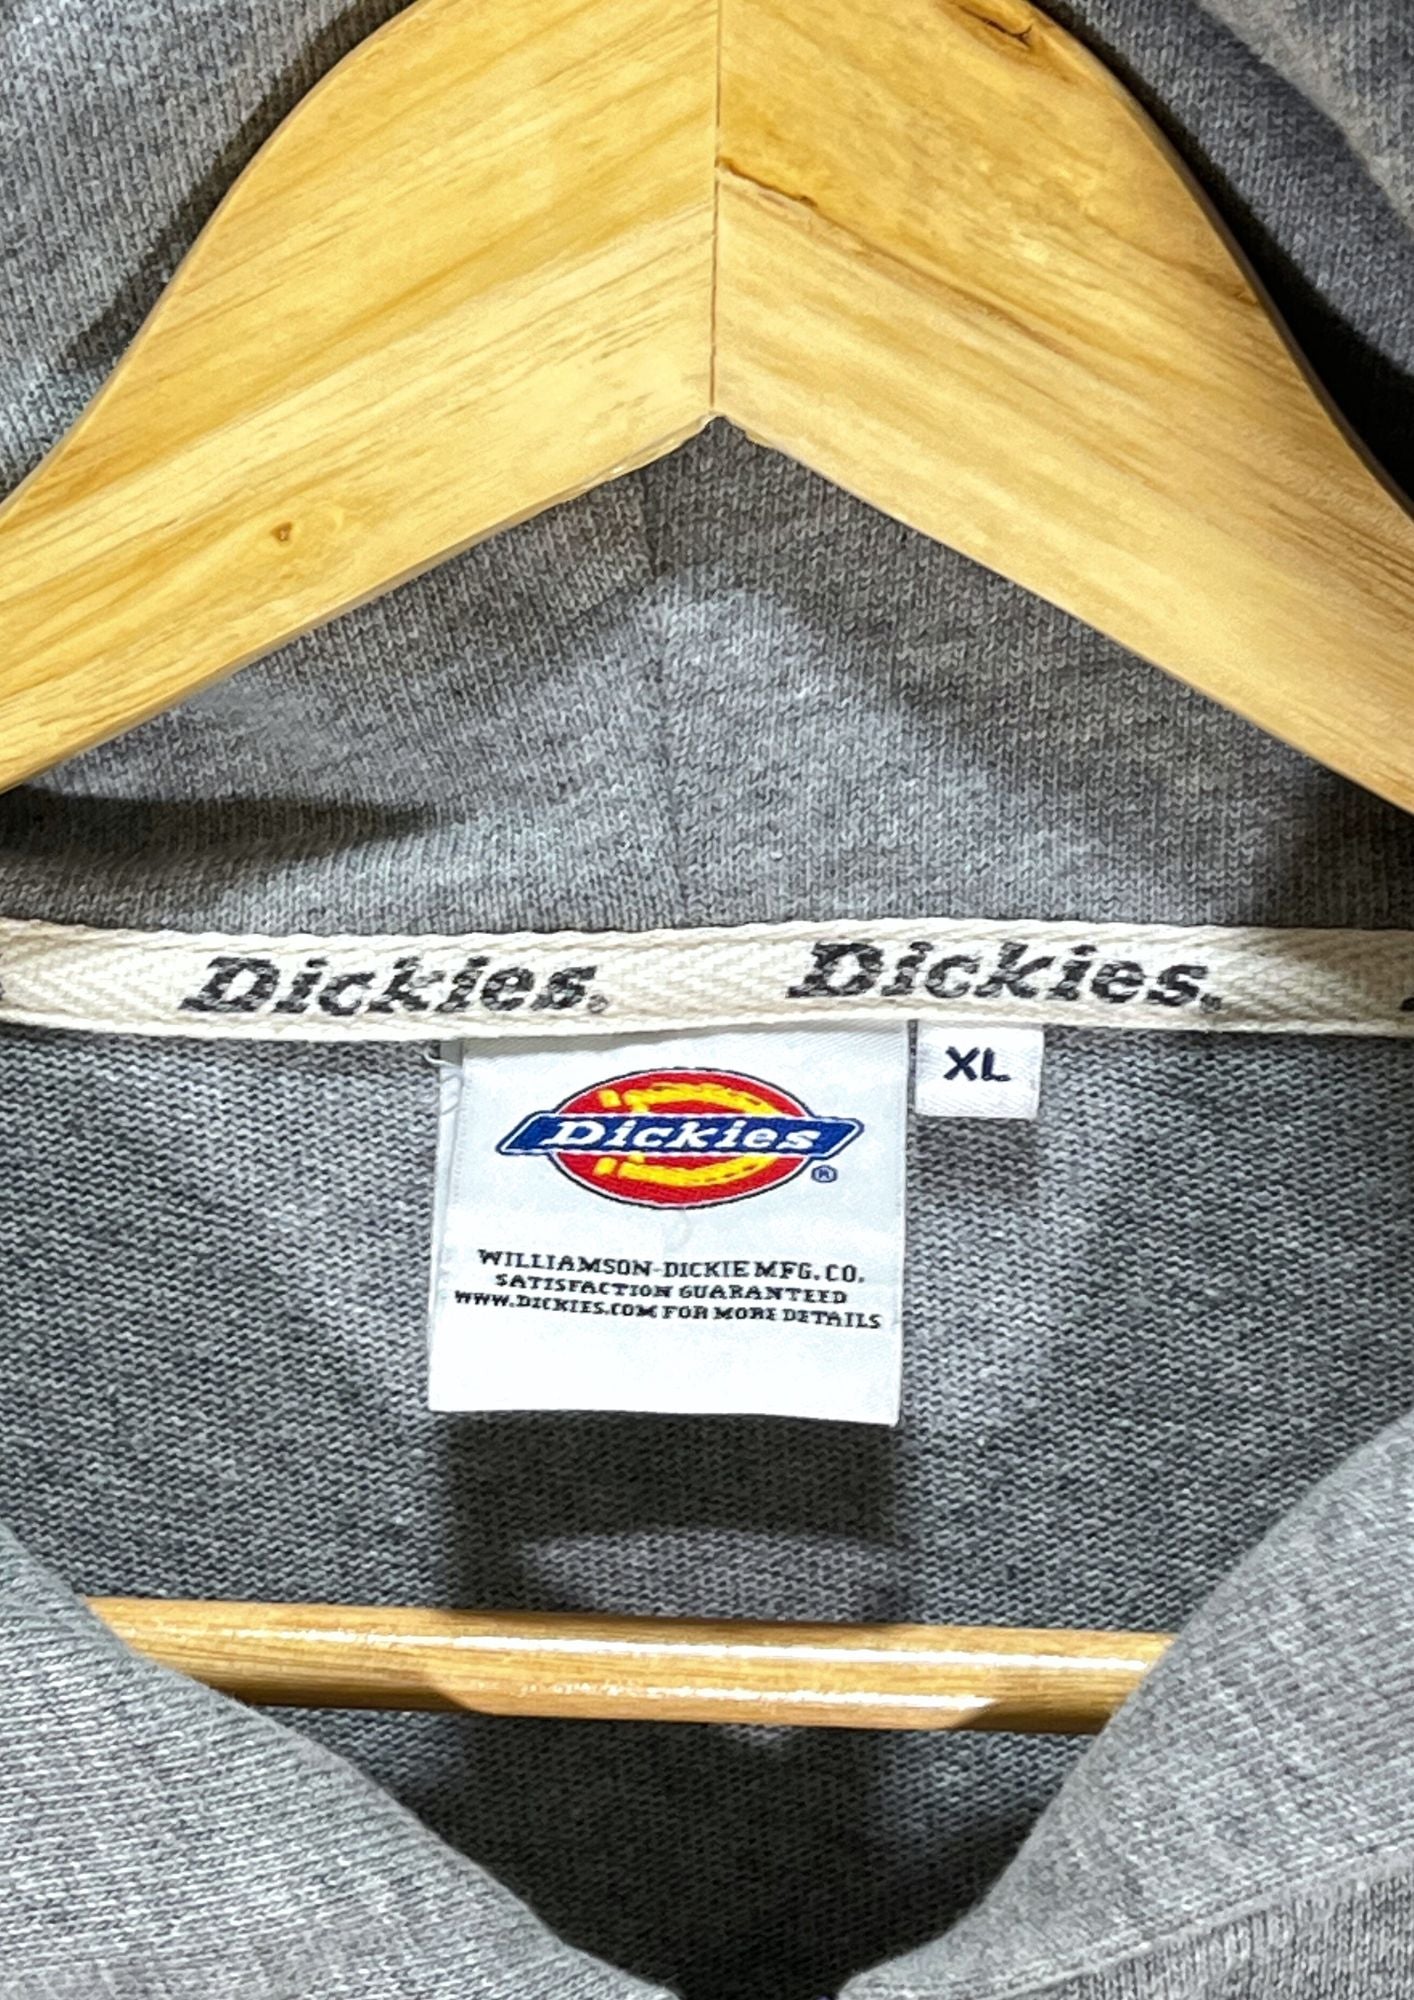 Dickies. Dickies.
XL
Dickies ®
WILLIAMSON-DICKIE MFG. CO.
SATISFACTION GUARANTEED
WWW.DICKIES.COM FOR MORE DETAILS